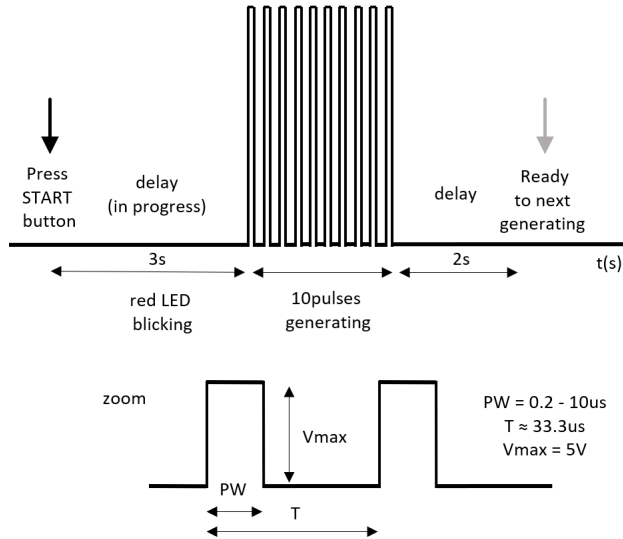 Press
START
button
delay
(in progress)
delay
Ready
to next
generating
3s
2s
t(s)
red LED
blicking
10pulses
generating
zoom
Vmax
PW = 0.2 - 10us
T ≈ 33.3us
Vmax = 5V
PW
T